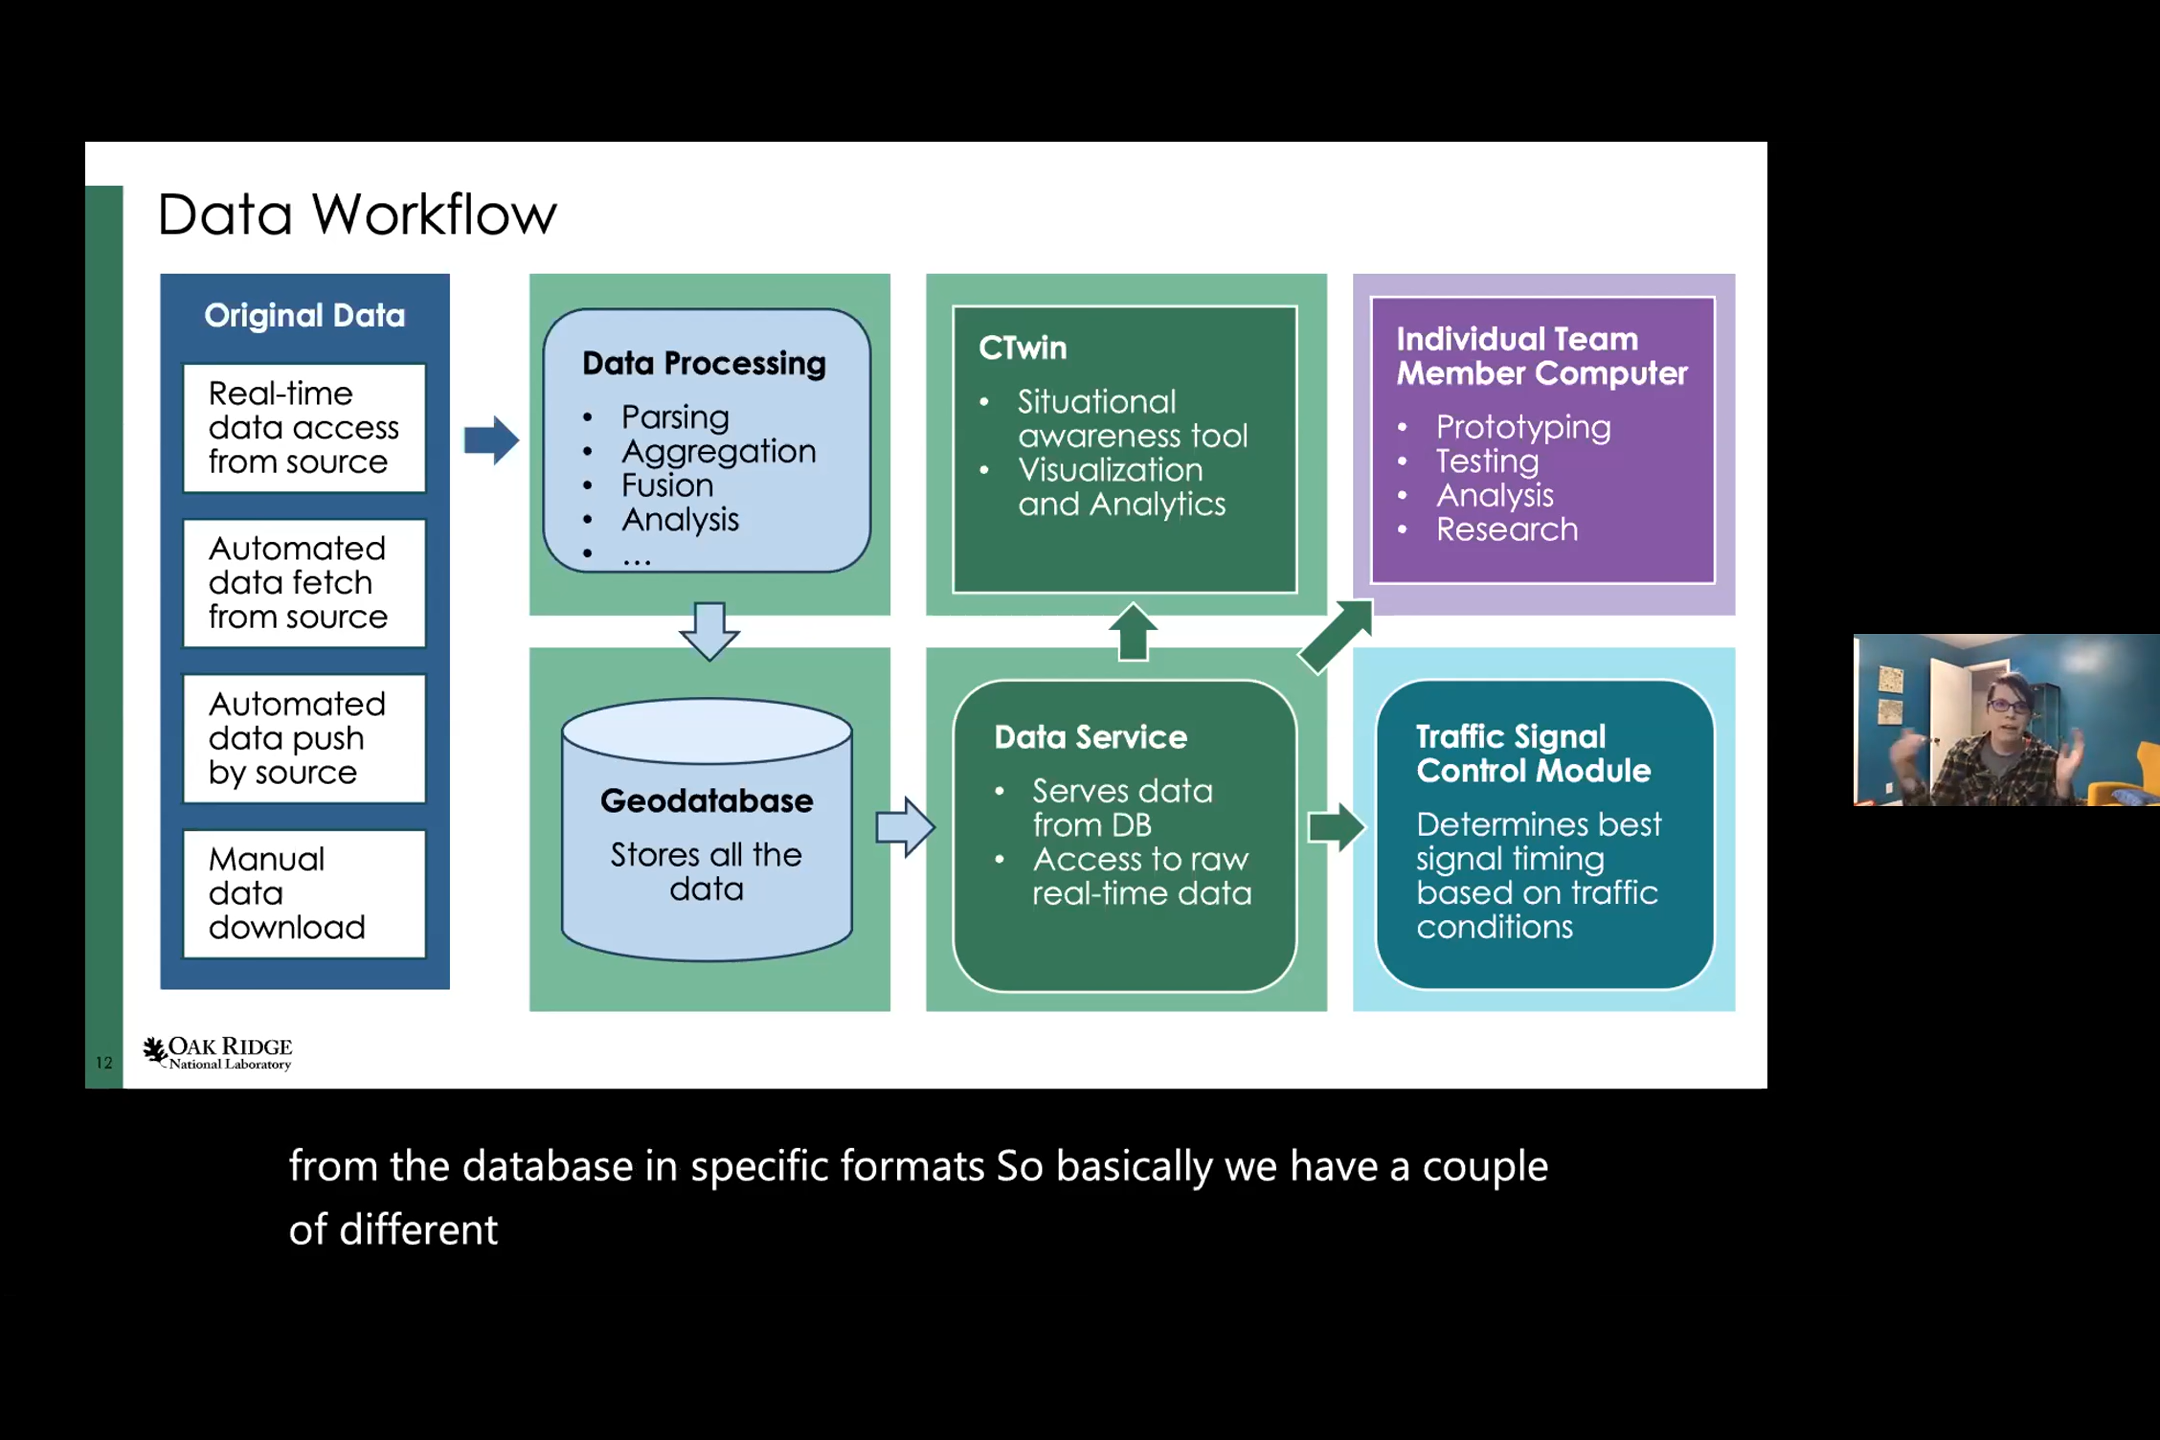 Data Workflow
Original Data
Real-time
data access
from source
Automated
data fetch
from source
Automated
data push
by source
Manual
data
download
Data Processing
• Parsing
• Aggregation
• Fusion
• Analysis
• ...
Geodatabase
Stores all the
data
CTwin
• Situational
awareness tool
• Visualization
and Analytics
Data Service
• Serves data
from DB
• Access to raw
real-time data
Individual Team
Member Computer
• Prototyping
• Testing
• Analysis
• Research
Traffic Signal
Control Module
Determines best
signal timing
based on traffic
conditions
12
OAK RIDGE
National Laboratory
from the database in specific formats So basically we have a couple
of different